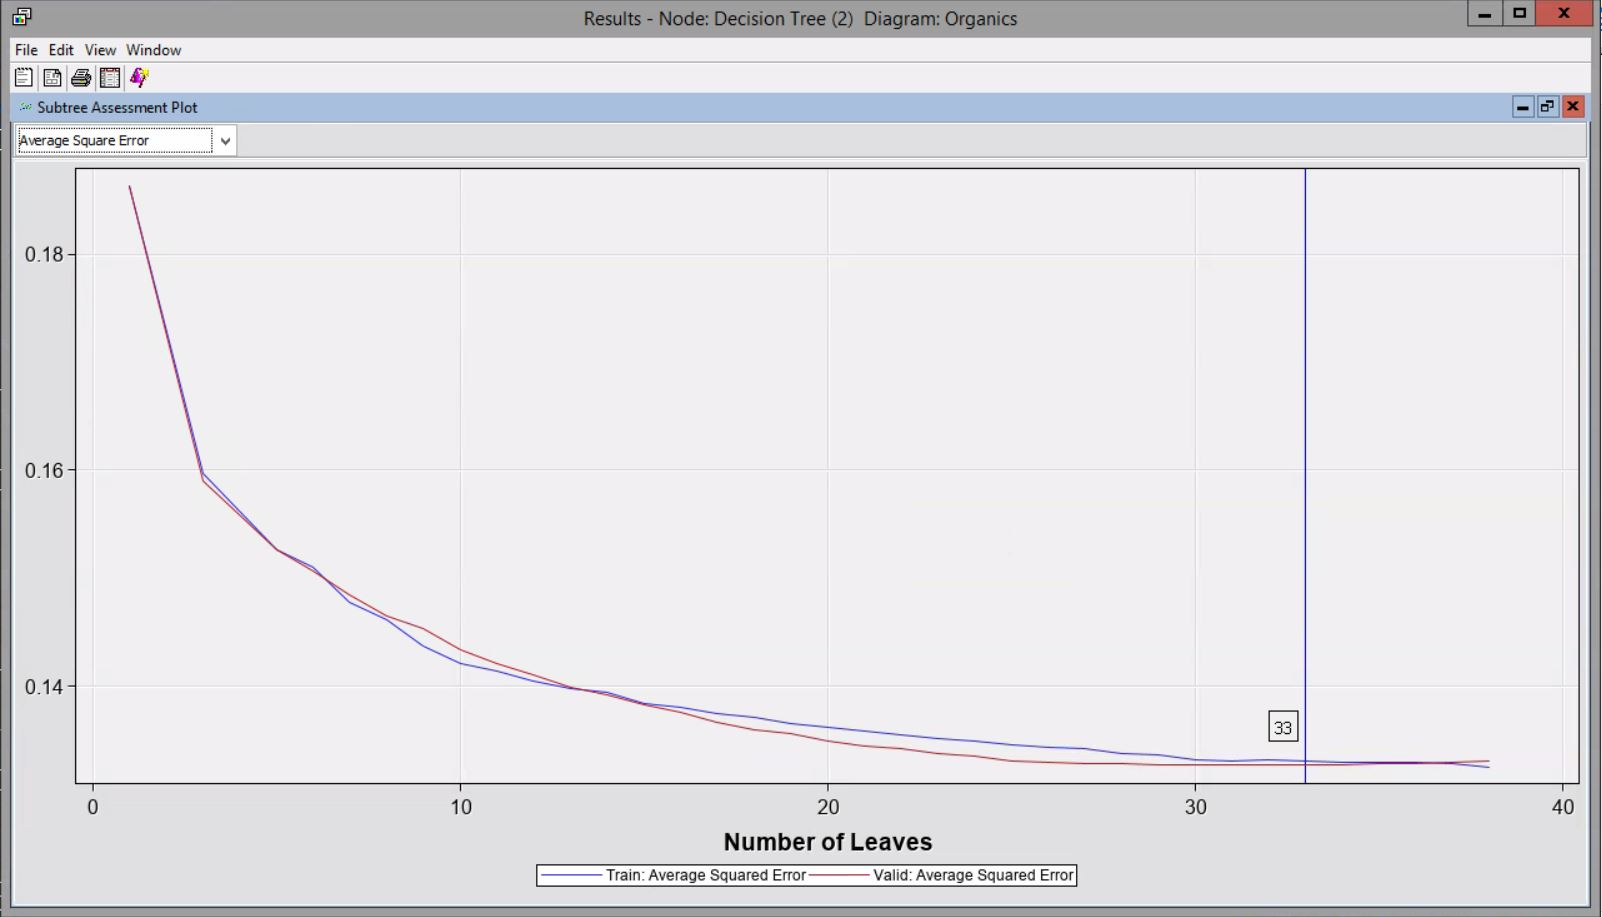 Results - Node: Decision Tree (2)  Diagram: Organics
File Edit View Window
Subtree Assessment Plot
Average Square Error
0.18
0.16
0.14
33
0 10 20 30 40
Number of Leaves
Train: Average Squared Error Valid: Average Squared Error